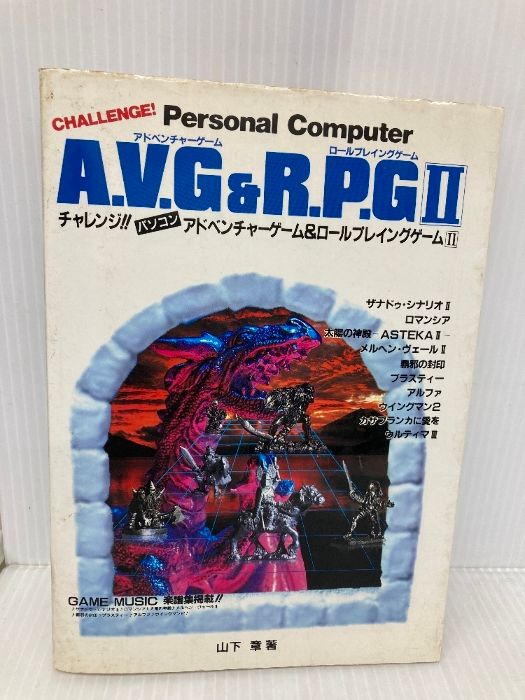 CHALLENGE! Personal Computer
アドベンチャーゲーム ロールプレイングゲーム
A.V.G&R.P.G II
チャレンジ!! パソコン アドベンチャーゲーム&ロールプレイングゲーム II
ザナドゥ・シナリオII
ロマンシア
太陽の神殿－ASTEKA II－
メルヘン・ヴェールII
覇邪の封印
プラスティー
アルファ
ウイングマン2
カサブランカに愛を
ウルティマIII
GAME MUSIC 楽譜集掲載!!
山下 章著